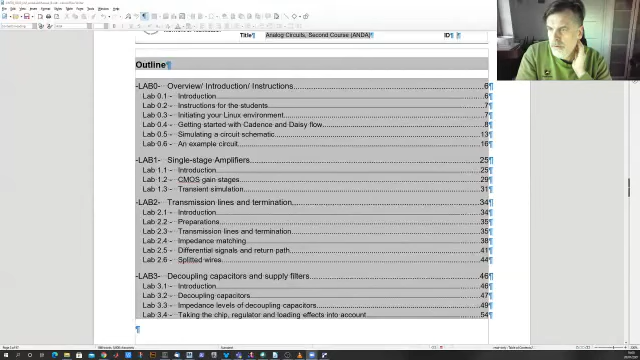 Title Analog Circuits, Second Course (ANDA) ID
Outline¶
-LAB0- Overview/ Introduction/ Instructions 6¶
Lab 0.1 - Introduction 6¶
Lab 0.2 - Instructions for the students 7¶
Lab 0.3 - Initiating your Linux environment 7¶
Lab 0.4 - Getting started with Cadence and Daisy flow 8¶
Lab 0.5 - Simulating a circuit schematic 13¶
Lab 0.6 - An example circuit 16¶
-LAB1- Single-stage Amplifiers 25¶
Lab 1.1 - Introduction 25¶
Lab 1.2 - CMOS gain stages 29¶
Lab 1.3 - Transient simulation 31¶
-LAB2- Transmission lines and termination 34¶
Lab 2.1 - Introduction 34¶
Lab 2.2 - Preparations 35¶
Lab 2.3 - Transmission lines and termination 35¶
Lab 2.4 - Impedance matching 38¶
Lab 2.5 - Differential signals and return path 41¶
Lab 2.6 - Splitted wires 44¶
-LAB3- Decoupling capacitors and supply filters 46¶
Lab 3.1 - Introduction 46¶
Lab 3.2 - Decoupling capacitors 47¶
Lab 3.3 - Impedance levels of decoupling capacitors 49¶
Lab 3.4 - Taking the chip, regulator and loading effects into account 54¶
¶